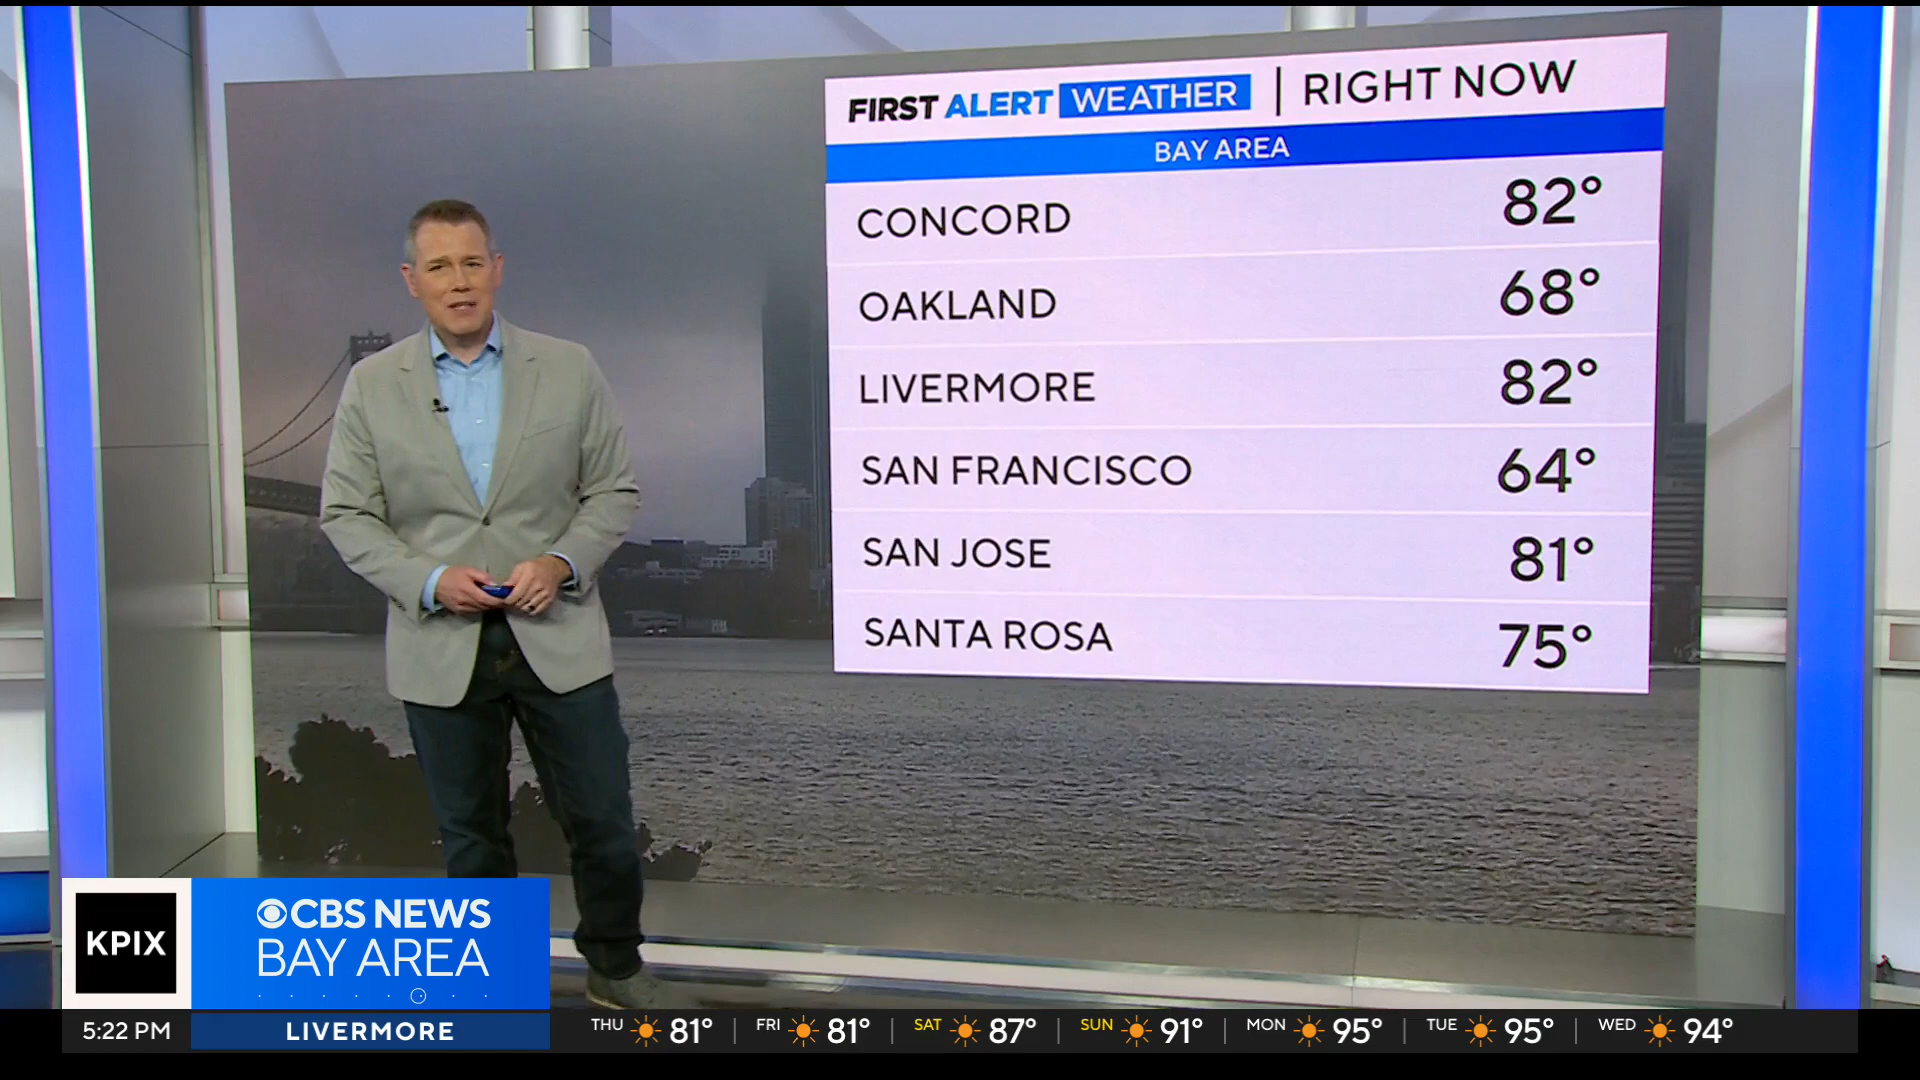 FIRST ALERT WEATHER | RIGHT NOW
BAY AREA
CONCORD 82°
OAKLAND 68°
LIVERMORE 82°
SAN FRANCISCO 64°
SAN JOSE 81°
SANTA ROSA 75°
KPIX
CBS NEWS
BAY AREA
5:22 PM LIVERMORE THU 81° | FRI 81° | SAT 87° | SUN 91° | MON 95° | TUE 95° | WED 94°